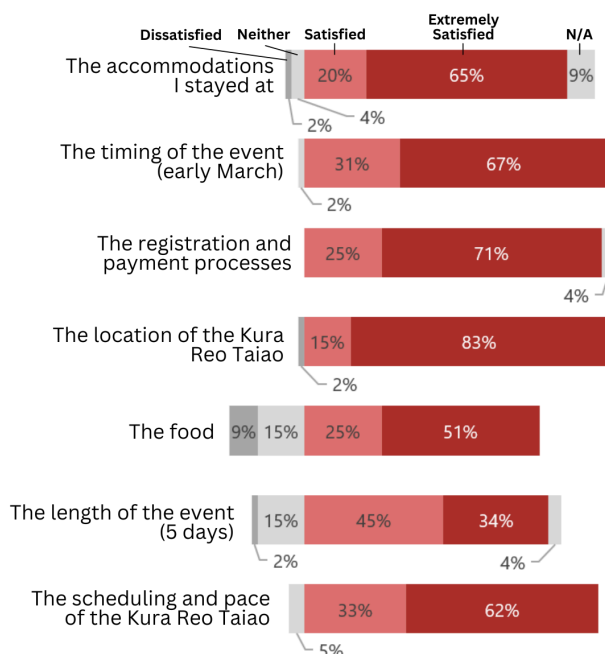 Extremely
Dissatisfied Neither Satisfied Satisfied N/A
The accommodations
I stayed at
20% 65% 9%
2% 4%
The timing of the event
(early March)
31% 67%
2%
The registration and
payment processes
25% 71%
4%
The location of the Kura
Reo Taiao
15% 83%
2%
The food
9% 15% 25% 51%
The length of the event
(5 days)
15% 45% 34%
2% 4%
The scheduling and pace
of the Kura Reo Taiao
33% 62%
5%